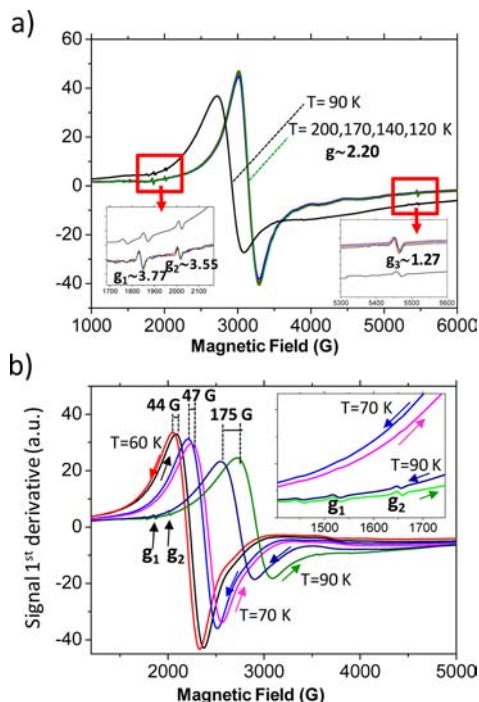 a)
60
40
20
0
-20
-40
T= 90 K
T= 200,170,140,120 K
g~2.20
g₁~3.77
g₂~3.55
1700 1800 1900 2000 2100
g₃~1.27
5300 5400 5500 5600
1000 2000 3000 4000 5000 6000
Magnetic Field (G)
b)
Signal 1st derivative (a.u.)
60
40
20
0
-20
-40
44 G
47 G
175 G
T=60 K
g₁
g₂
T=70 K
T=90 K
T=70 K
T=90 K
g₁
g₂
1500 1600 1700
2000 3000 4000 5000
Magnetic Field (G)